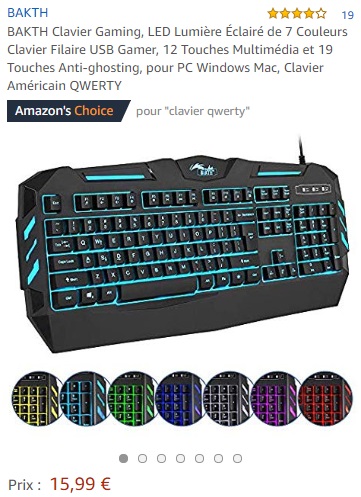 BAKTH
19
BAKTH Clavier Gaming, LED Lumière Éclairé de 7 Couleurs
Clavier Filaire USB Gamer, 12 Touches Multimédia et 19
Touches Anti-ghosting, pour PC Windows Mac, Clavier
Américain QWERTY
Amazon's Choice pour "clavier qwerty"
Prix : 15,99 €